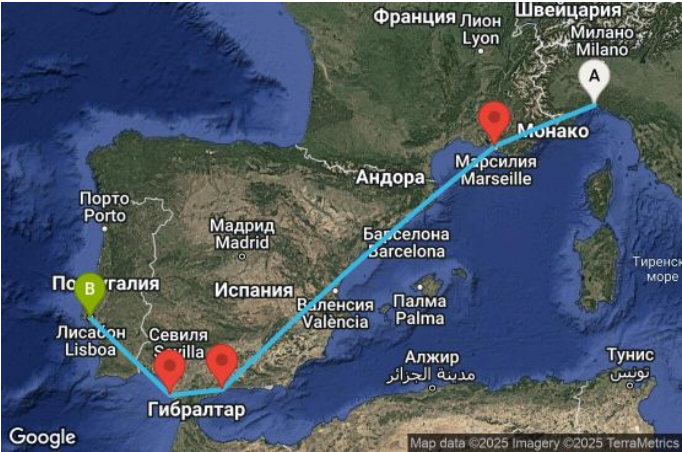 Швейцария
Франция
Лион
Lyon
Милано
Milano
A
Монако
Марсилия
Marseille
Андора
Порто
Porto
Мадрид
Madrid
Барселона
Barcelona
Тиренск
море
Португалия
B
Испания
Валенсия
València
Палма
Palma
Лисабон
Lisboa
Севиля
Sevilla
Алжир
مدينة الجزائر
Тунис
تونس
Гибралтар
Google
Map data ©2025 Imagery ©2025 TerraMetrics